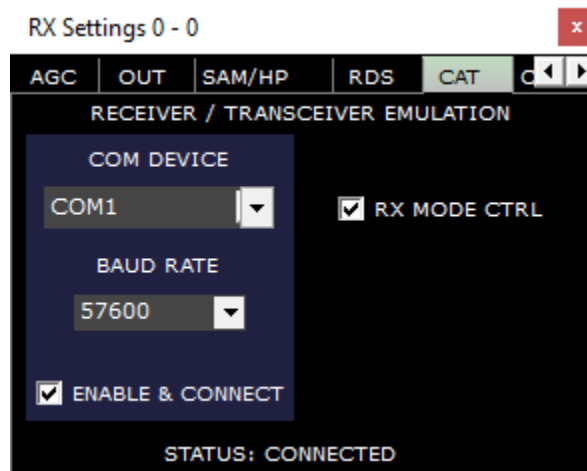 RX Settings 0 - 0
x
AGC OUT SAM/HP RDS CAT
RECEIVER / TRANSCEIVER EMULATION
COM DEVICE
COM1
RX MODE CTRL
BAUD RATE
57600
ENABLE & CONNECT
STATUS: CONNECTED